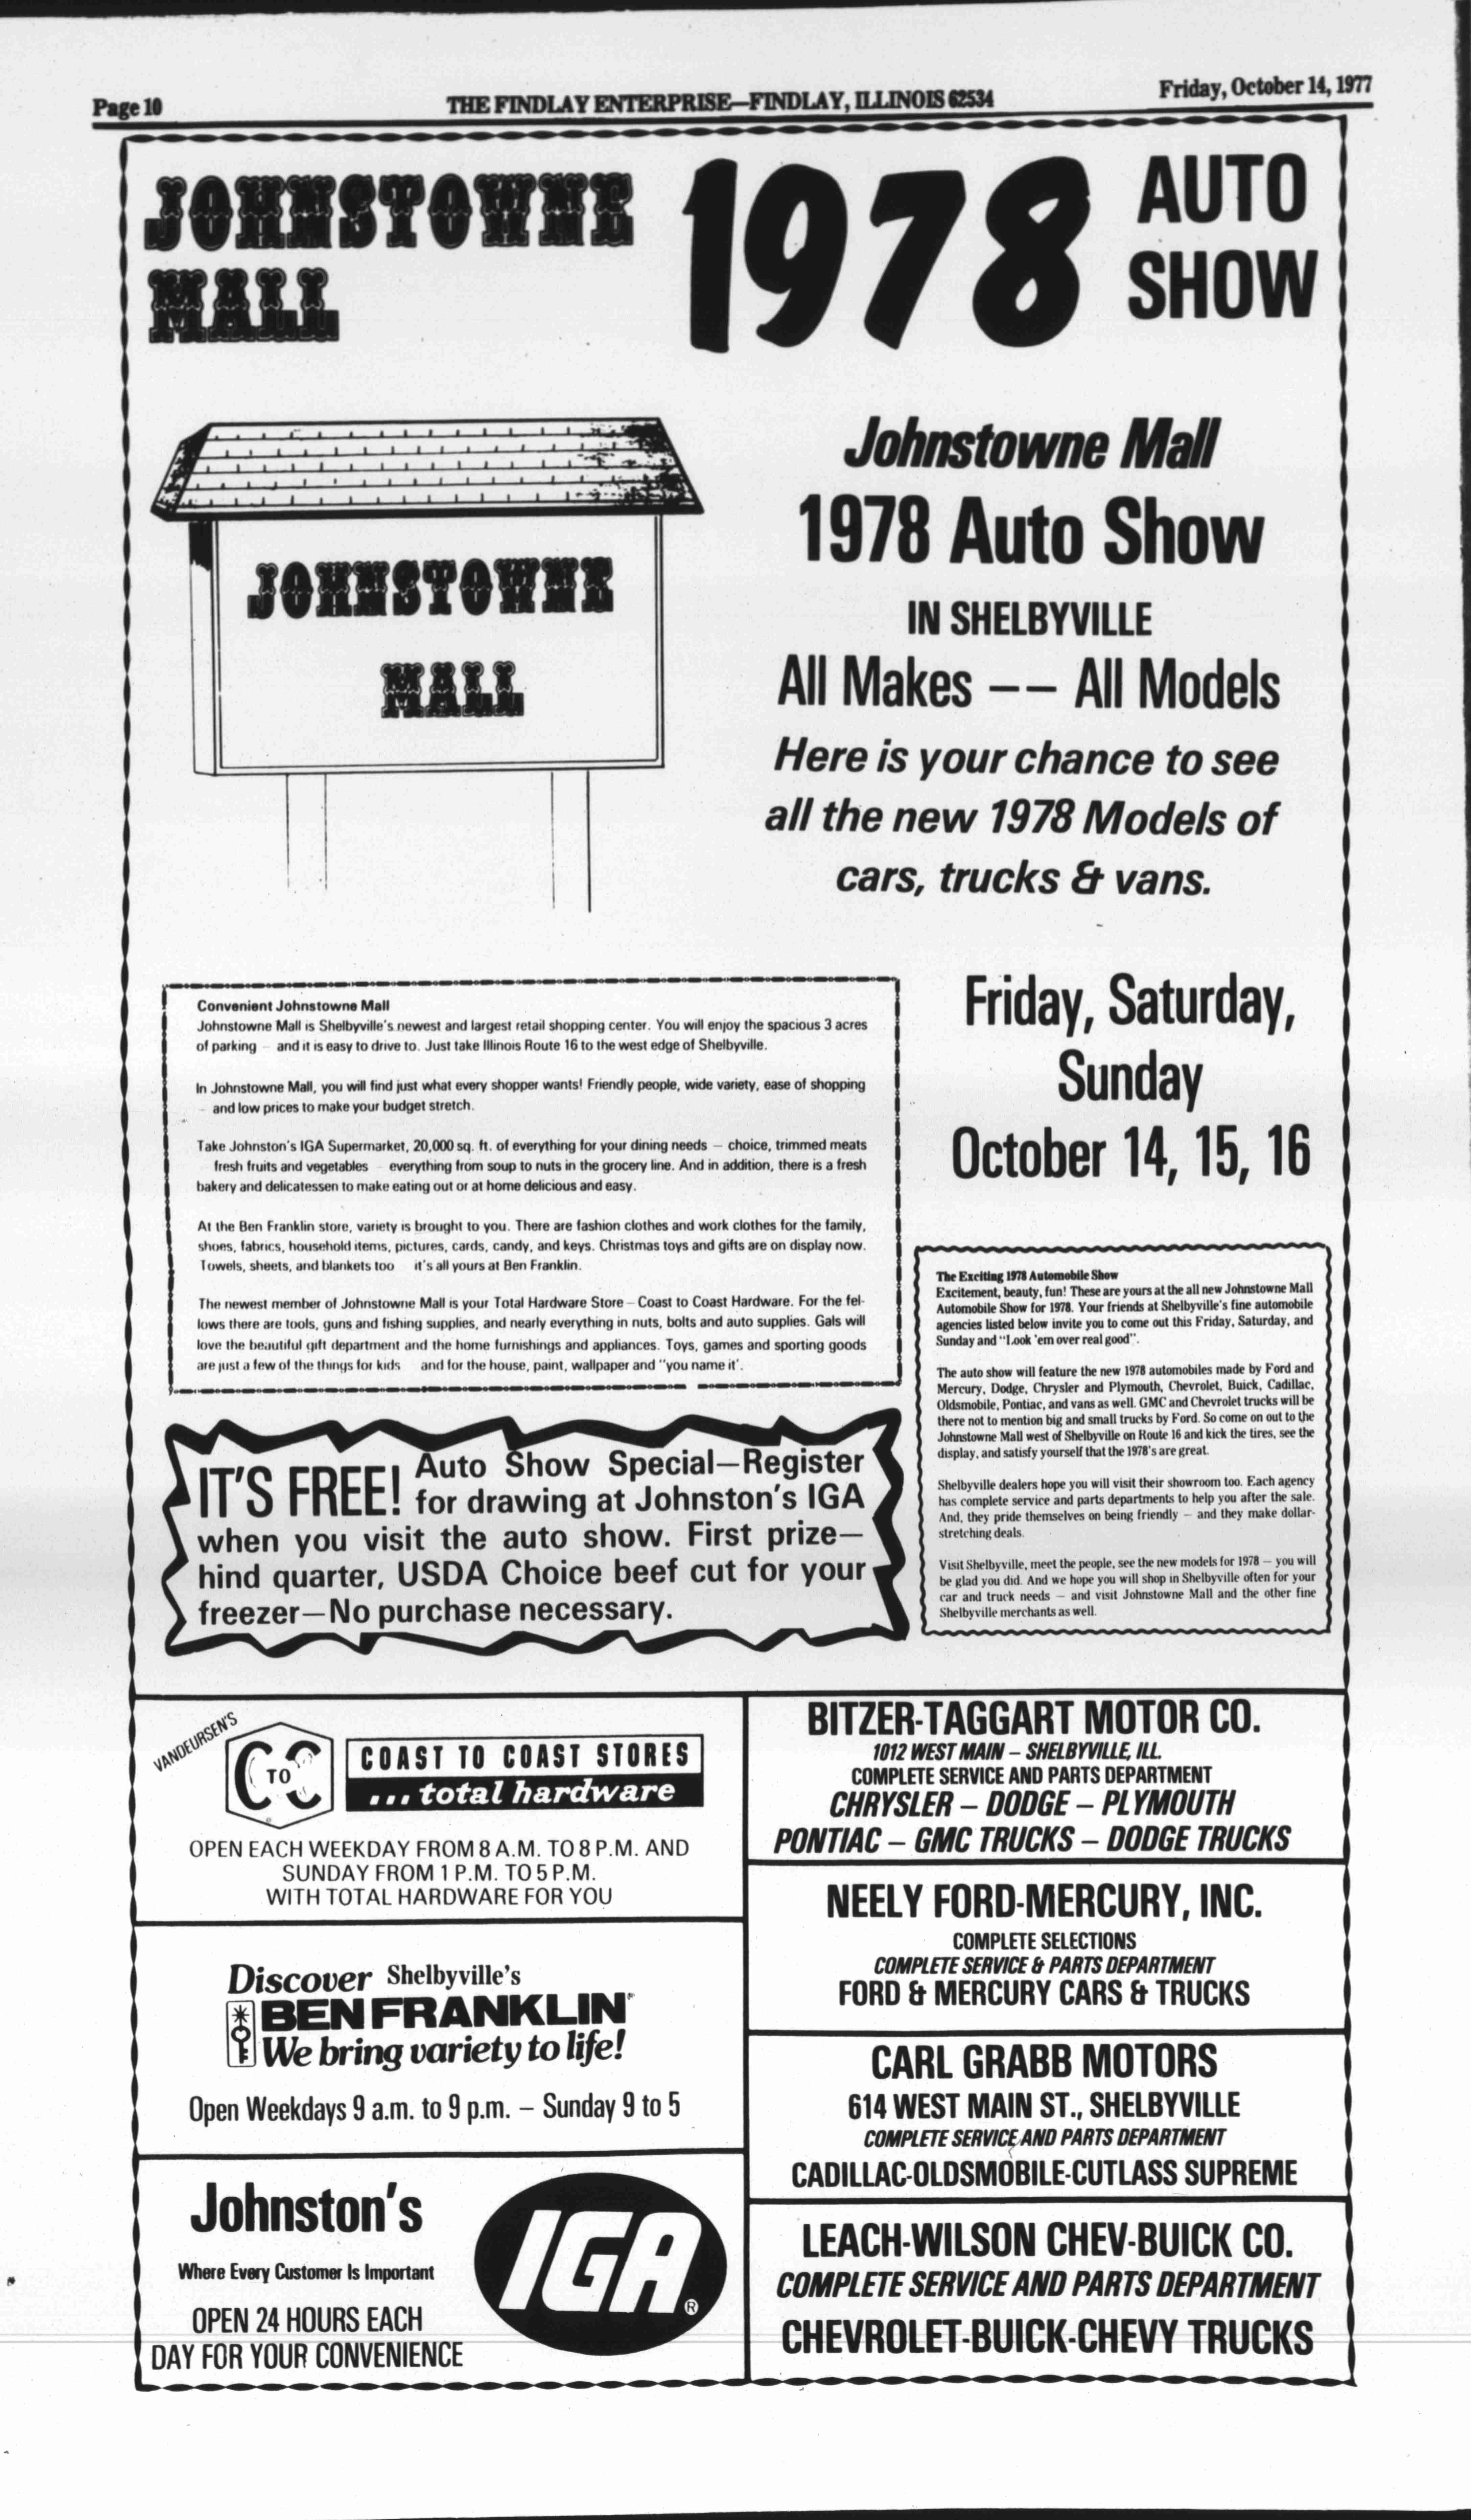 Page 10
THE FINDLAY ENTERPRISE—FINDLAY, ILLINOIS 62534
Friday, October 14, 1977
JOHNSTOWNE
MALL
1978
AUTO
SHOW
JOHNSTOWNE
MALL
Johnstowne Mall
1978 Auto Show
IN SHELBYVILLE
All Makes —— All Models
Here is your chance to see
all the new 1978 Models of
cars, trucks & vans.
Friday, Saturday,
Sunday
October 14, 15, 16
Convenient Johnstowne Mall
Johnstowne Mall is Shelbyville's newest and largest retail shopping center. You will enjoy the spacious 3 acres
of parking — and it is easy to drive to. Just take Illinois Route 16 to the west edge of Shelbyville.
In Johnstowne Mall, you will find just what every shopper wants! Friendly people, wide variety, ease of shopping
— and low prices to make your budget stretch.
Take Johnston's IGA Supermarket, 20,000 sq. ft. of everything for your dining needs — choice, trimmed meats
fresh fruits and vegetables — everything from soup to nuts in the grocery line. And in addition, there is a fresh
bakery and delicatessen to make eating out or at home delicious and easy.
At the Ben Franklin store, variety is brought to you. There are fashion clothes and work clothes for the family,
shoes, fabrics, household items, pictures, cards, candy, and keys. Christmas toys and gifts are on display now.
Towels, sheets, and blankets too it's all yours at Ben Franklin.
The newest member of Johnstowne Mall is your Total Hardware Store — Coast to Coast Hardware. For the fel-
lows there are tools, guns and fishing supplies, and nearly everything in nuts, bolts and auto supplies. Gals will
love the beautiful gift department and the home furnishings and appliances. Toys, games and sporting goods
are just a few of the things for kids and for the house, paint, wallpaper and "you name it'.
The Exciting 1978 Automobile Show
Excitement, beauty, fun! These are yours at the all new Johnstowne Mall
Automobile Show for 1978. Your friends at Shelbyville's fine automobile
agencies listed below invite you to come out this Friday, Saturday, and
Sunday and "Look 'em over real good".
The auto show will feature the new 1978 automobiles made by Ford and
Mercury, Dodge, Chrysler and Plymouth, Chevrolet, Buick, Cadillac,
Oldsmobile, Pontiac, and vans as well. GMC and Chevrolet trucks will be
there not to mention big and small trucks by Ford. So come on out to the
Johnstowne Mall west of Shelbyville on Route 16 and kick the tires, see the
display, and satisfy yourself that the 1978's are great.
Shelbyville dealers hope you will visit their showroom too. Each agency
has complete service and parts departments to help you after the sale.
And, they pride themselves on being friendly — and they make dollar-
stretching deals.
Visit Shelbyville, meet the people, see the new models for 1978 — you will
be glad you did. And we hope you will shop in Shelbyville often for your
car and truck needs — and visit Johnstowne Mall and the other fine
Shelbyville merchants as well.
IT'S FREE! Auto Show Special—Register
for drawing at Johnston's IGA
when you visit the auto show. First prize—
hind quarter, USDA Choice beef cut for your
freezer—No purchase necessary.
VANDEURSEN'S
C TO C
COAST TO COAST STORES
...total hardware
OPEN EACH WEEKDAY FROM 8 A.M. TO 8 P.M. AND
SUNDAY FROM 1 P.M. TO 5 P.M.
WITH TOTAL HARDWARE FOR YOU
Discover Shelbyville's
BEN FRANKLIN
We bring variety to life!
Open Weekdays 9 a.m. to 9 p.m. — Sunday 9 to 5
Johnston's
Where Every Customer Is Important
OPEN 24 HOURS EACH
DAY FOR YOUR CONVENIENCE
IGA®
BITZER-TAGGART MOTOR CO.
1012 WEST MAIN — SHELBYVILLE, ILL.
COMPLETE SERVICE AND PARTS DEPARTMENT
CHRYSLER — DODGE — PLYMOUTH
PONTIAC — GMC TRUCKS — DODGE TRUCKS
NEELY FORD-MERCURY, INC.
COMPLETE SELECTIONS
COMPLETE SERVICE & PARTS DEPARTMENT
FORD & MERCURY CARS & TRUCKS
CARL GRABB MOTORS
614 WEST MAIN ST., SHELBYVILLE
COMPLETE SERVICE AND PARTS DEPARTMENT
CADILLAC-OLDSMOBILE-CUTLASS SUPREME
LEACH-WILSON CHEV-BUICK CO.
COMPLETE SERVICE AND PARTS DEPARTMENT
CHEVROLET-BUICK-CHEVY TRUCKS